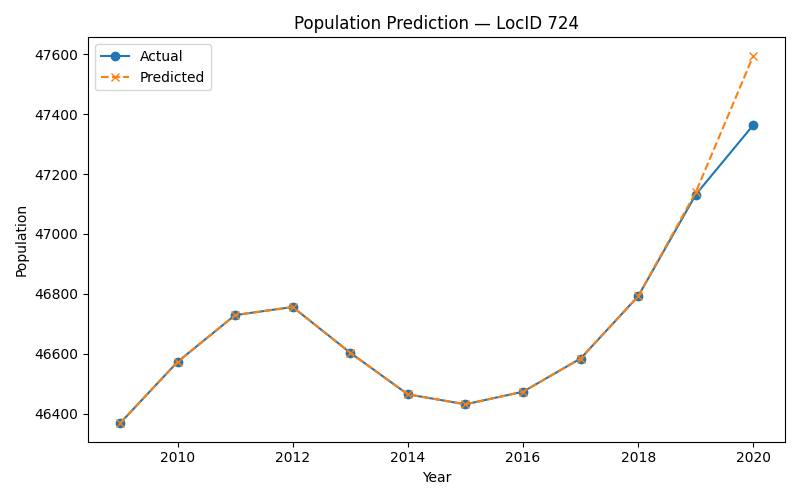 Population Prediction — LocID 724
Actual
Predicted
47600
47400
47200
47000
46800
46600
46400
Population
2010 2012 2014 2016 2018 2020
Year